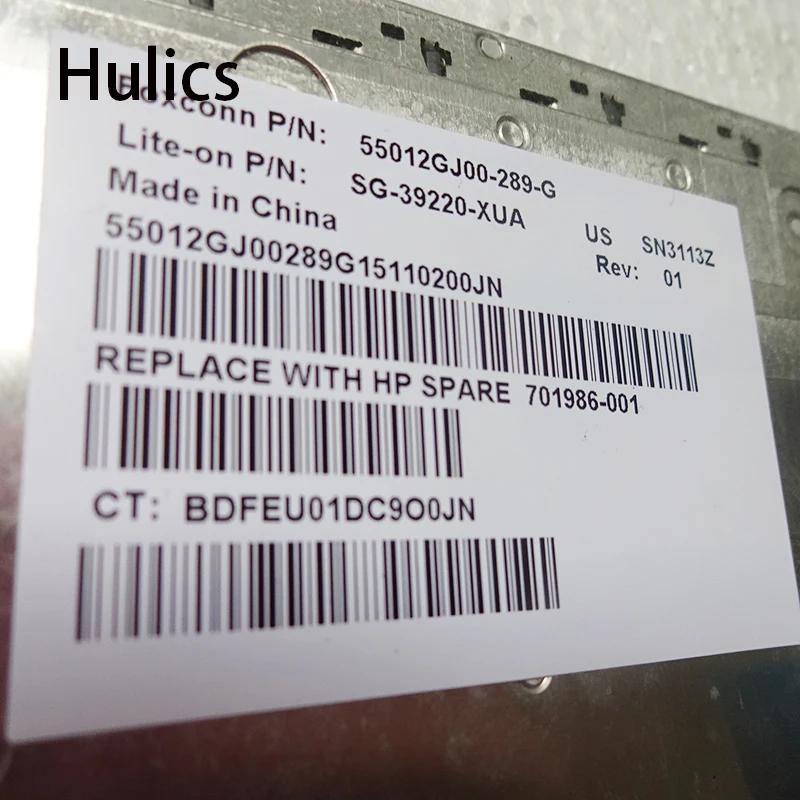 Hulics
Foxconn P/N: 55012GJ00-289-G
Lite-on P/N: SG-39220-XUA US SN3113Z
Made in China Rev: 01
55012GJ00289G15110200JN
REPLACE WITH HP SPARE 701986-001
CT: BDFEU01DC9O0JN